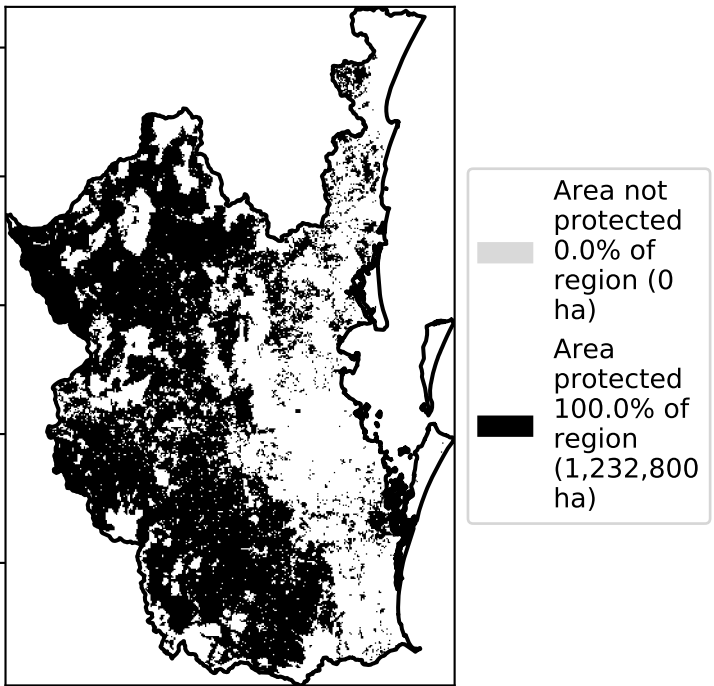 Area not
protected
0.0% of
region (0
ha)
Area
protected
100.0% of
region
(1,232,800
ha)